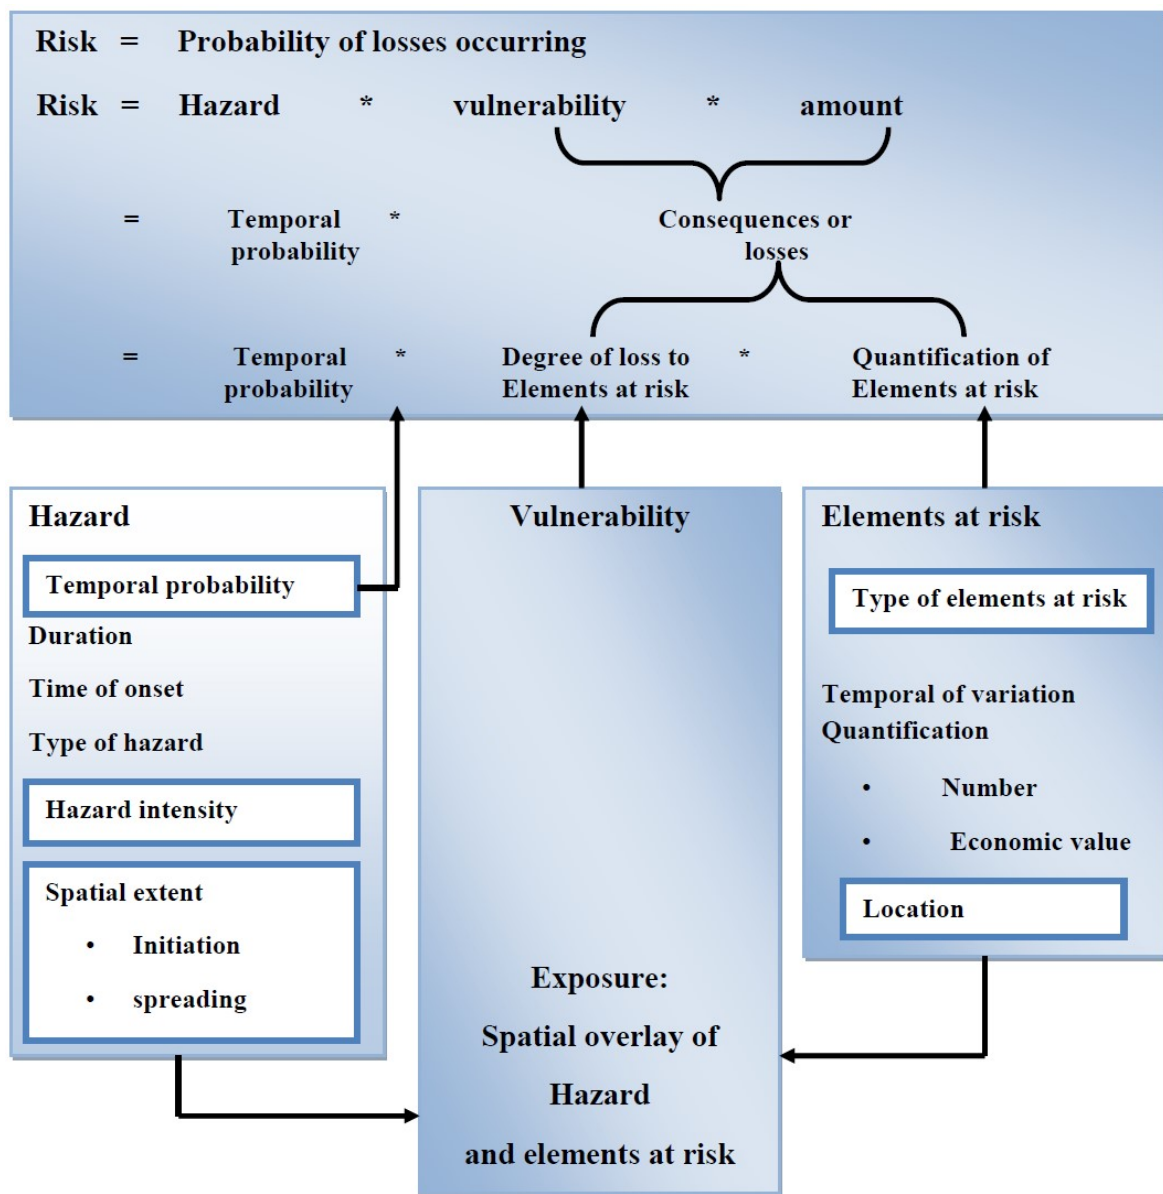 Risk = Probability of losses occurring
Risk = Hazard * vulnerability * amount
= Temporal * Consequences or
probability losses
= Temporal * Degree of loss to * Quantification of
probability Elements at risk Elements at risk
Hazard
Temporal probability
Duration
Time of onset
Type of hazard
Hazard intensity
Spatial extent
• Initiation
• spreading
Vulnerability
Exposure:
Spatial overlay of
Hazard
and elements at risk
Elements at risk
Type of elements at risk
Temporal of variation
Quantification
• Number
• Economic value
Location